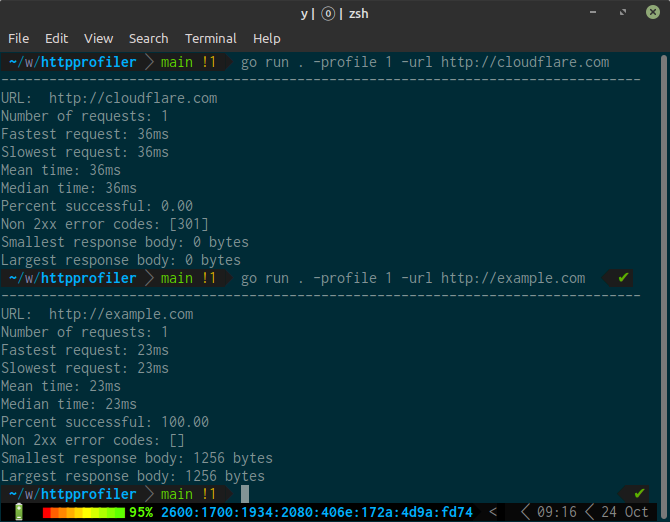 y | ⓪ | zsh
File Edit View Search Terminal Help
~/w/httpprofiler main !1 go run . -profile 1 -url http://cloudflare.com
--------------------------------------------------------------------------------
URL:  http://cloudflare.com
Number of requests: 1
Fastest request: 36ms
Slowest request: 36ms
Mean time: 36ms
Median time: 36ms
Percent successful: 0.00
Non 2xx error codes: [301]
Smallest response body: 0 bytes
Largest response body: 0 bytes
~/w/httpprofiler main !1 go run . -profile 1 -url http://example.com ✔
--------------------------------------------------------------------------------
URL:  http://example.com
Number of requests: 1
Fastest request: 23ms
Slowest request: 23ms
Mean time: 23ms
Median time: 23ms
Percent successful: 100.00
Non 2xx error codes: []
Smallest response body: 1256 bytes
Largest response body: 1256 bytes
~/w/httpprofiler main !1 ✔
95% 2600:1700:1934:2080:406e:172a:4d9a:fd74 < < 09:16 < 24 Oct